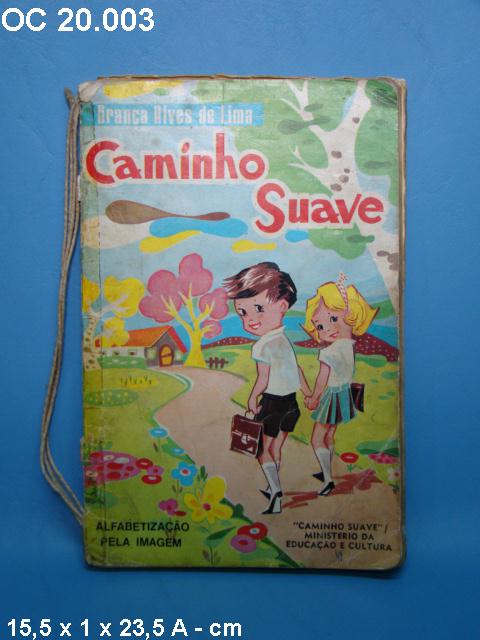 OC 20.003
Branca Alves de Lima
Caminho
Suave
ALFABETIZAÇÃO
PELA IMAGEM
"CAMINHO SUAVE" /
MINISTÉRIO DA
EDUCAÇÃO E CULTURA
15,5 x 1 x 23,5 A - cm